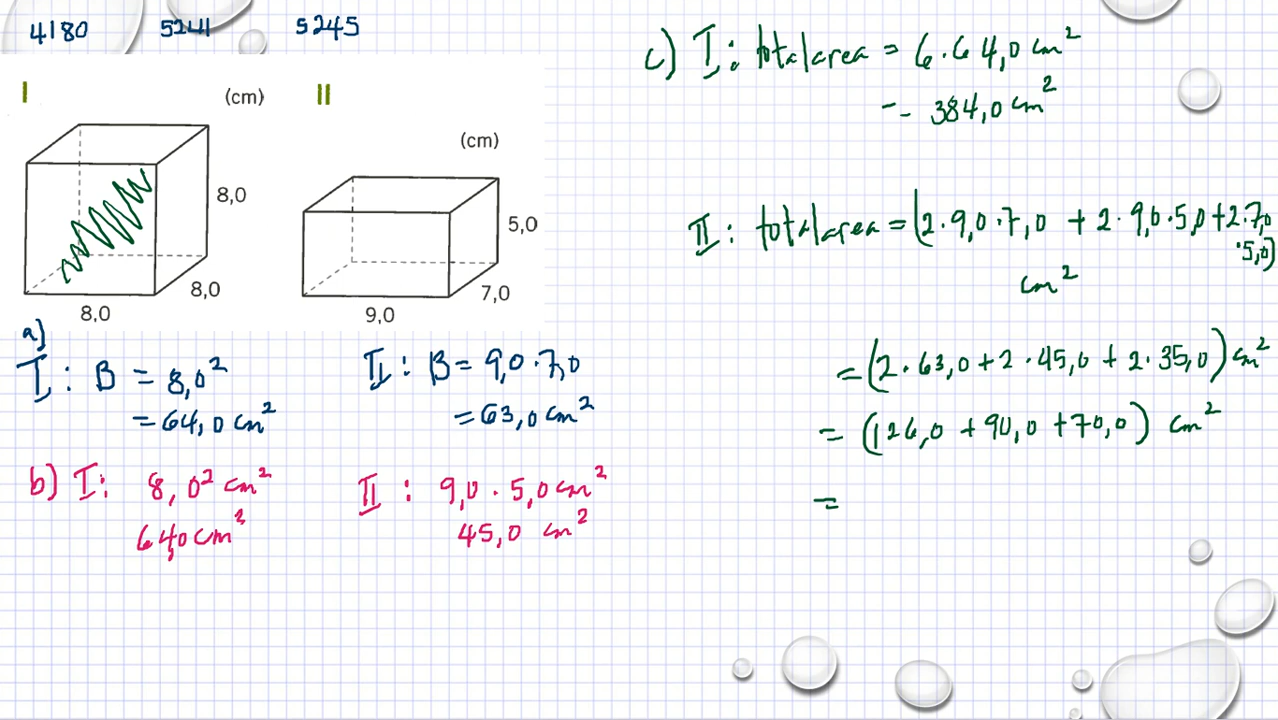 4180 5241 5245
I (cm) II
(cm)
8,0
8,0
8,0
5,0
7,0
9,0
a)
I : B = 8,0²
= 64,0 cm²
II : B = 9,0 · 7,0
= 63,0 cm²
b) I : 8,0² cm²
64,0 cm²
II : 9,0 · 5,0 cm²
45,0 cm²
c) I : total area = 6 · 64,0 cm²
= 384,0 cm²
II : total area = (2 · 9,0 · 7,0 + 2 · 9,0 · 5,0 + 2 · 7,0
· 5,0)
cm²
= (2 · 63,0 + 2 · 45,0 + 2 · 35,0) cm²
= (126,0 + 90,0 + 70,0) cm²
=